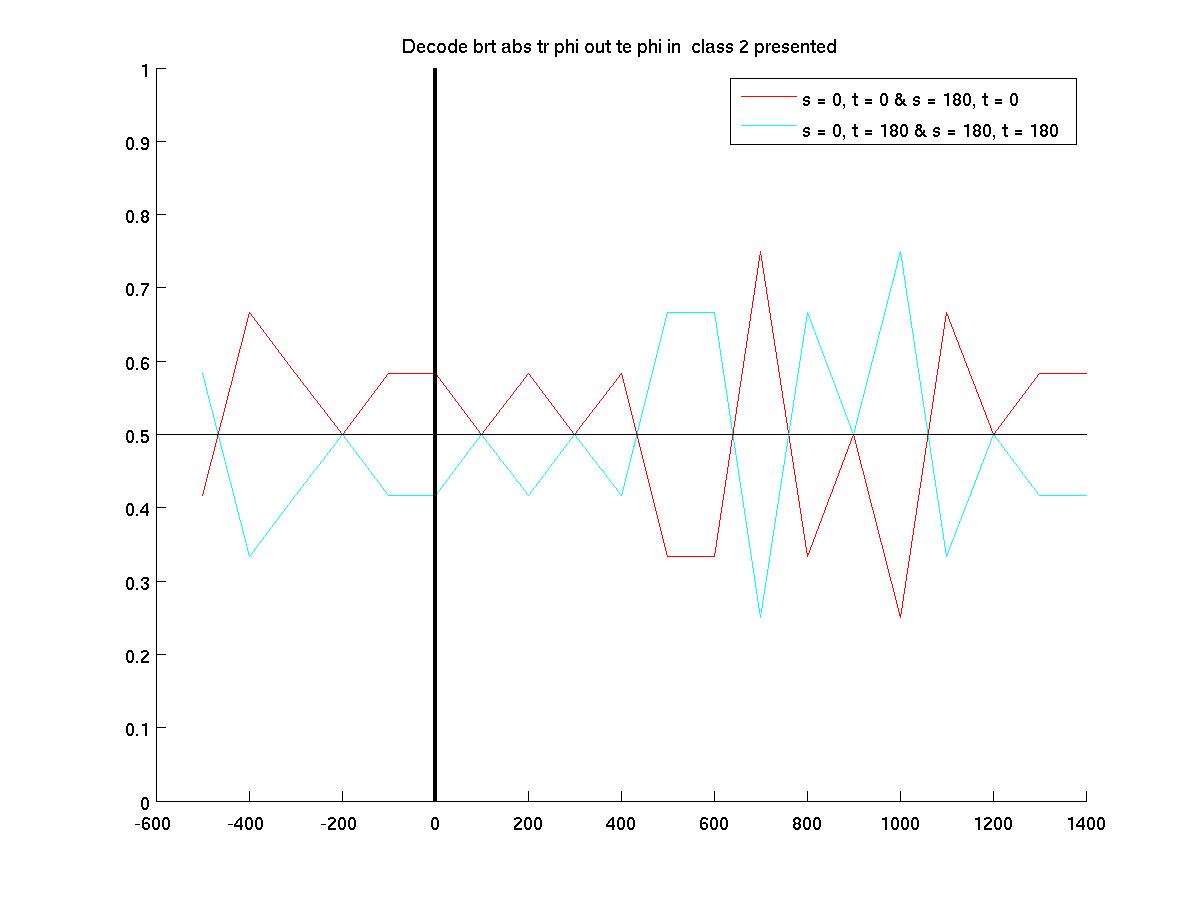 Decode brt abs tr phi out te phi in  class 2 presented
1
s = 0, t = 0 & s = 180, t = 0
s = 0, t = 180 & s = 180, t = 180
0.9
0.8
0.7
0.6
0.5
0.4
0.3
0.2
0.1
0
-600 -400 -200 0 200 400 600 800 1000 1200 1400